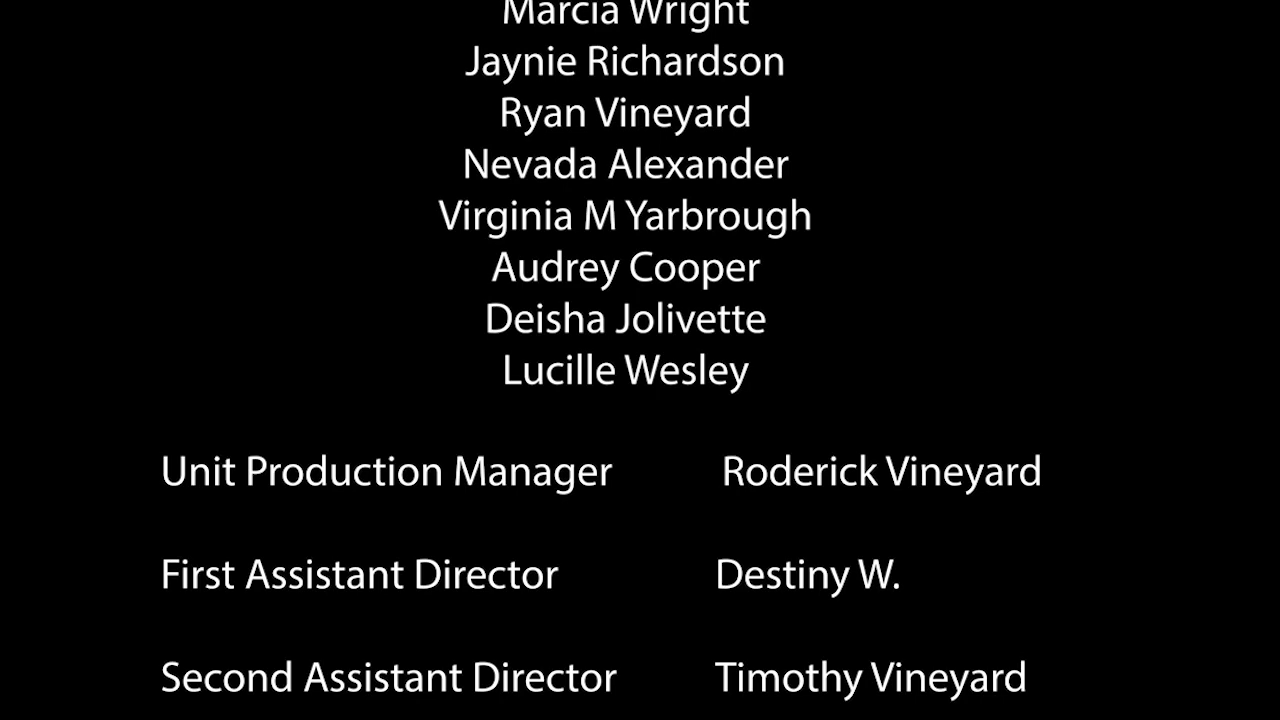 Marcia Wright
Jaynie Richardson
Ryan Vineyard
Nevada Alexander
Virginia M Yarbrough
Audrey Cooper
Deisha Jolivette
Lucille Wesley
Unit Production Manager Roderick Vineyard
First Assistant Director Destiny W.
Second Assistant Director Timothy Vineyard